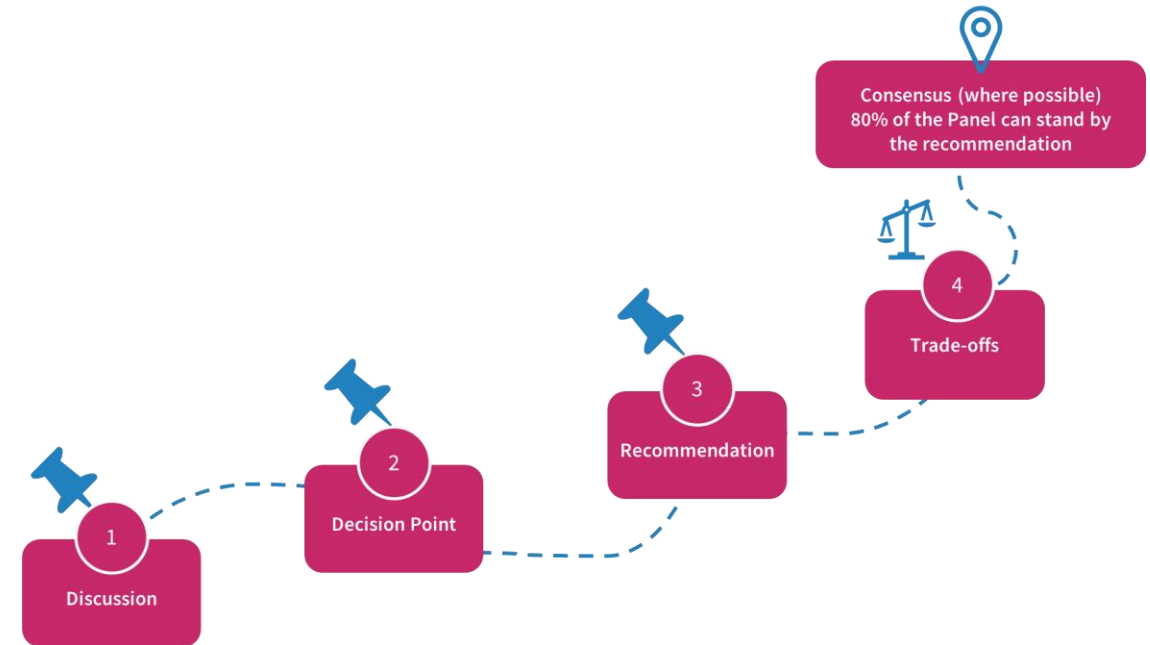 1
Discussion
2
Decision Point
3
Recommendation
4
Trade-offs
Consensus (where possible)
80% of the Panel can stand by
the recommendation